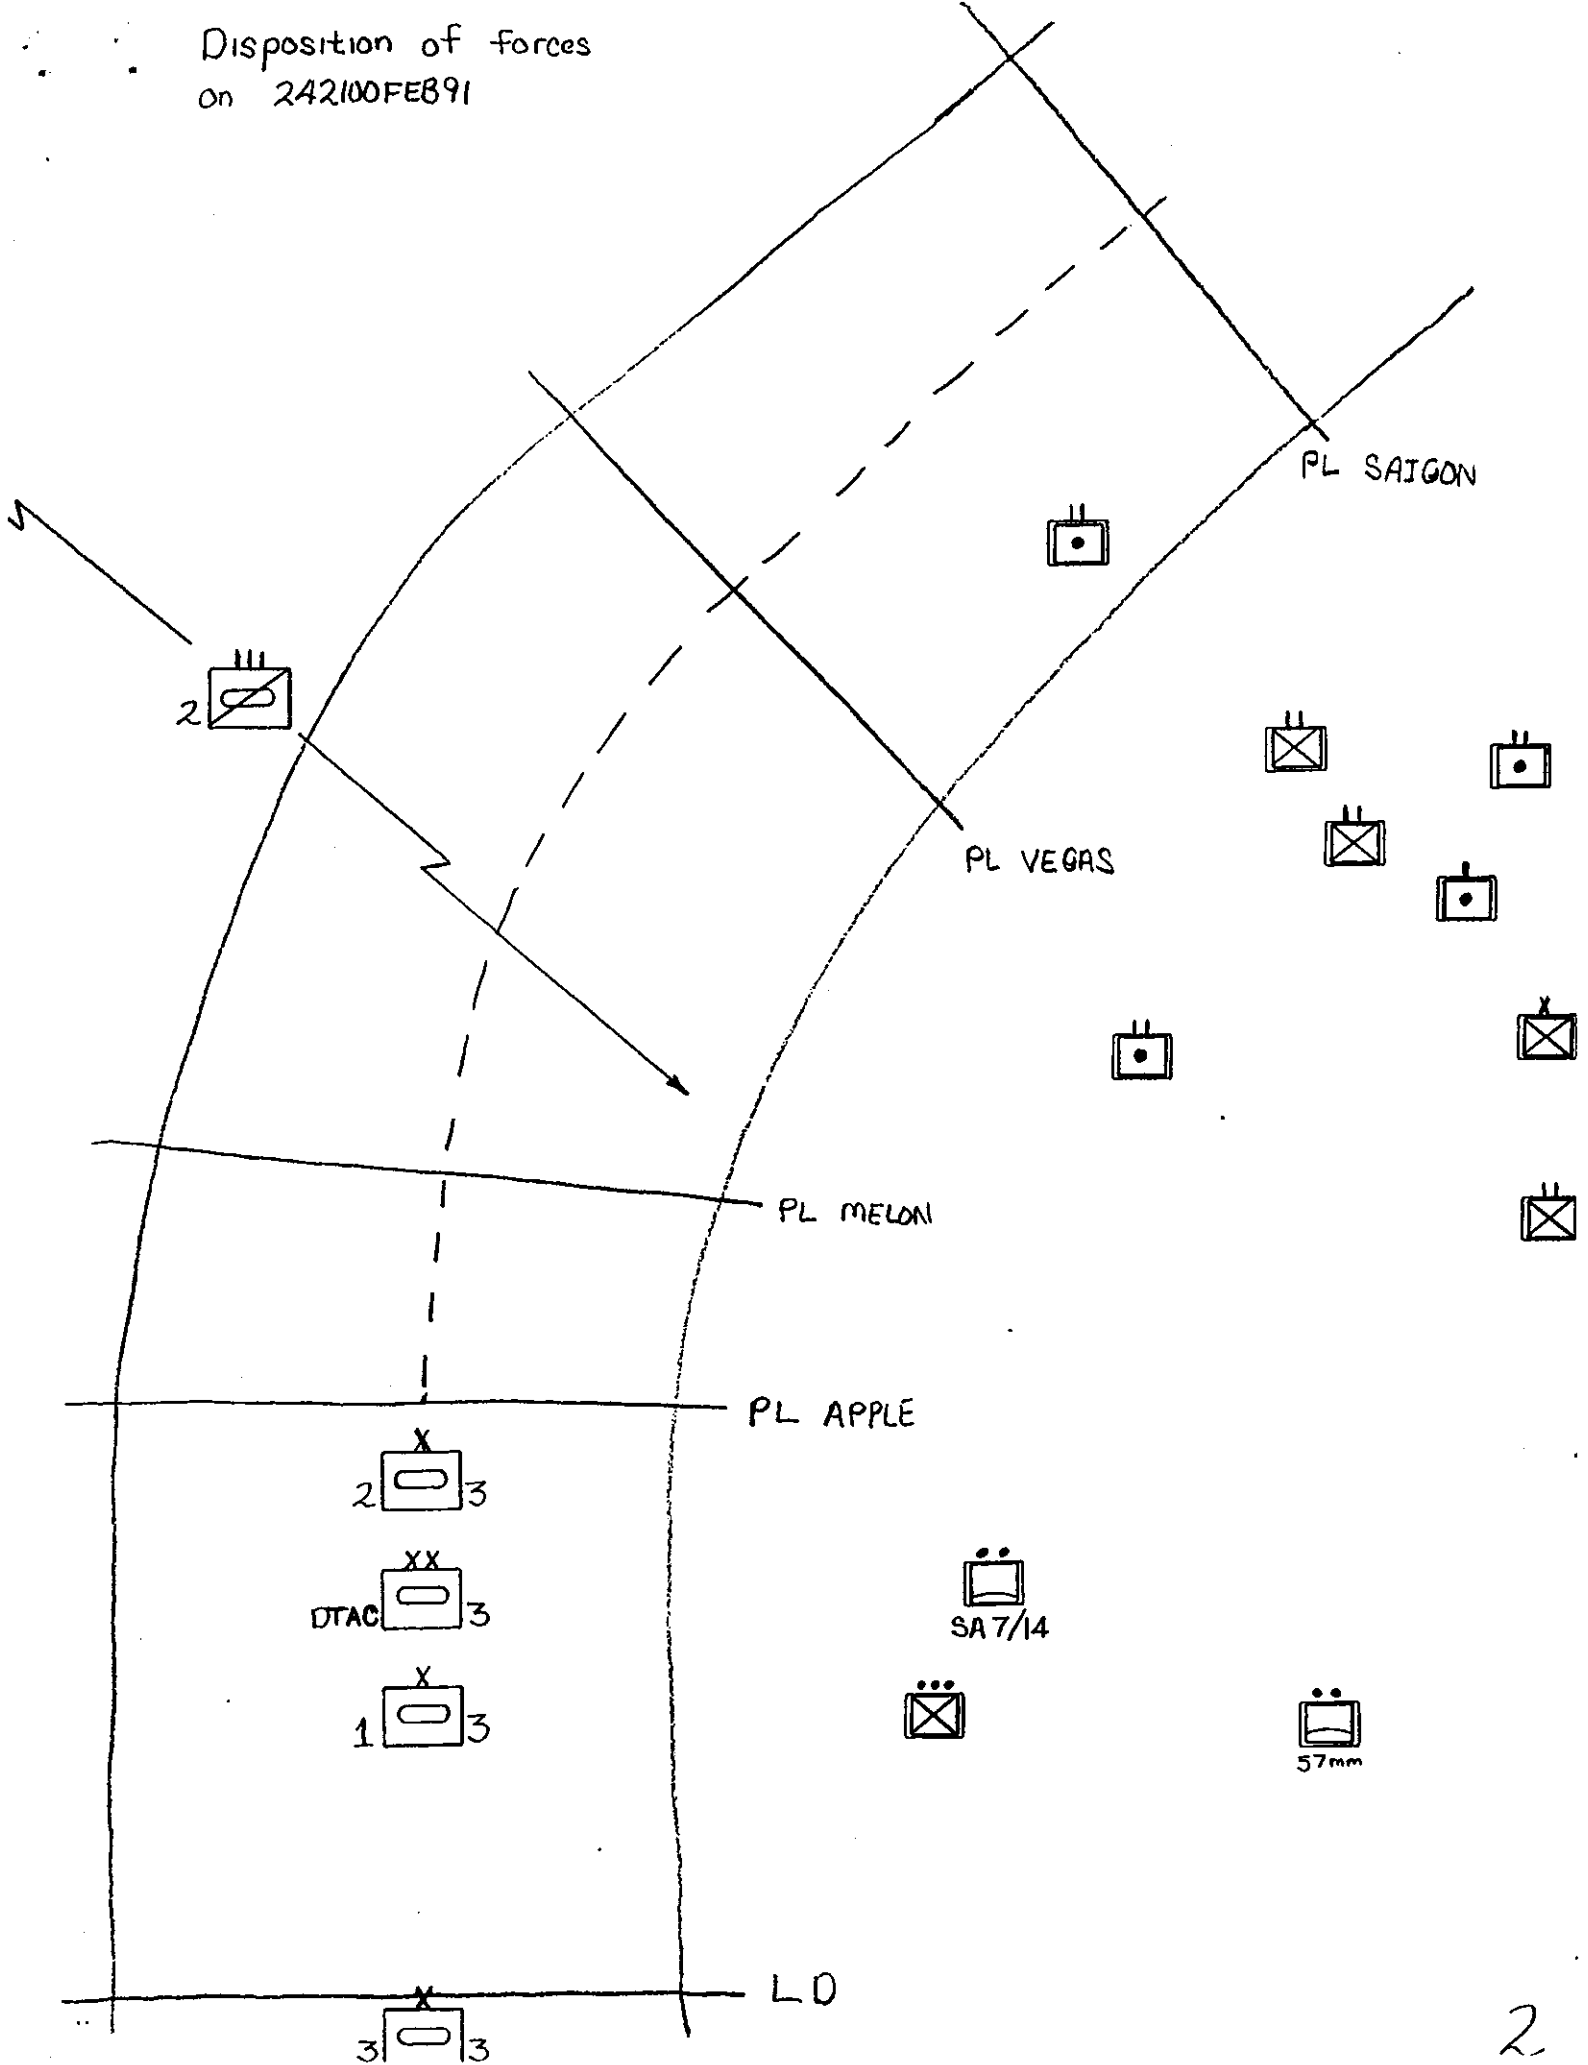 Disposition of forces
on 242100FEB91
PL SAIGON
2
PL VEGAS
PL MELON
PL APPLE
X
2 3
XX
DTAC 3
X
1 3
SA 7/14
57mm
LD
X
3 3
X
2